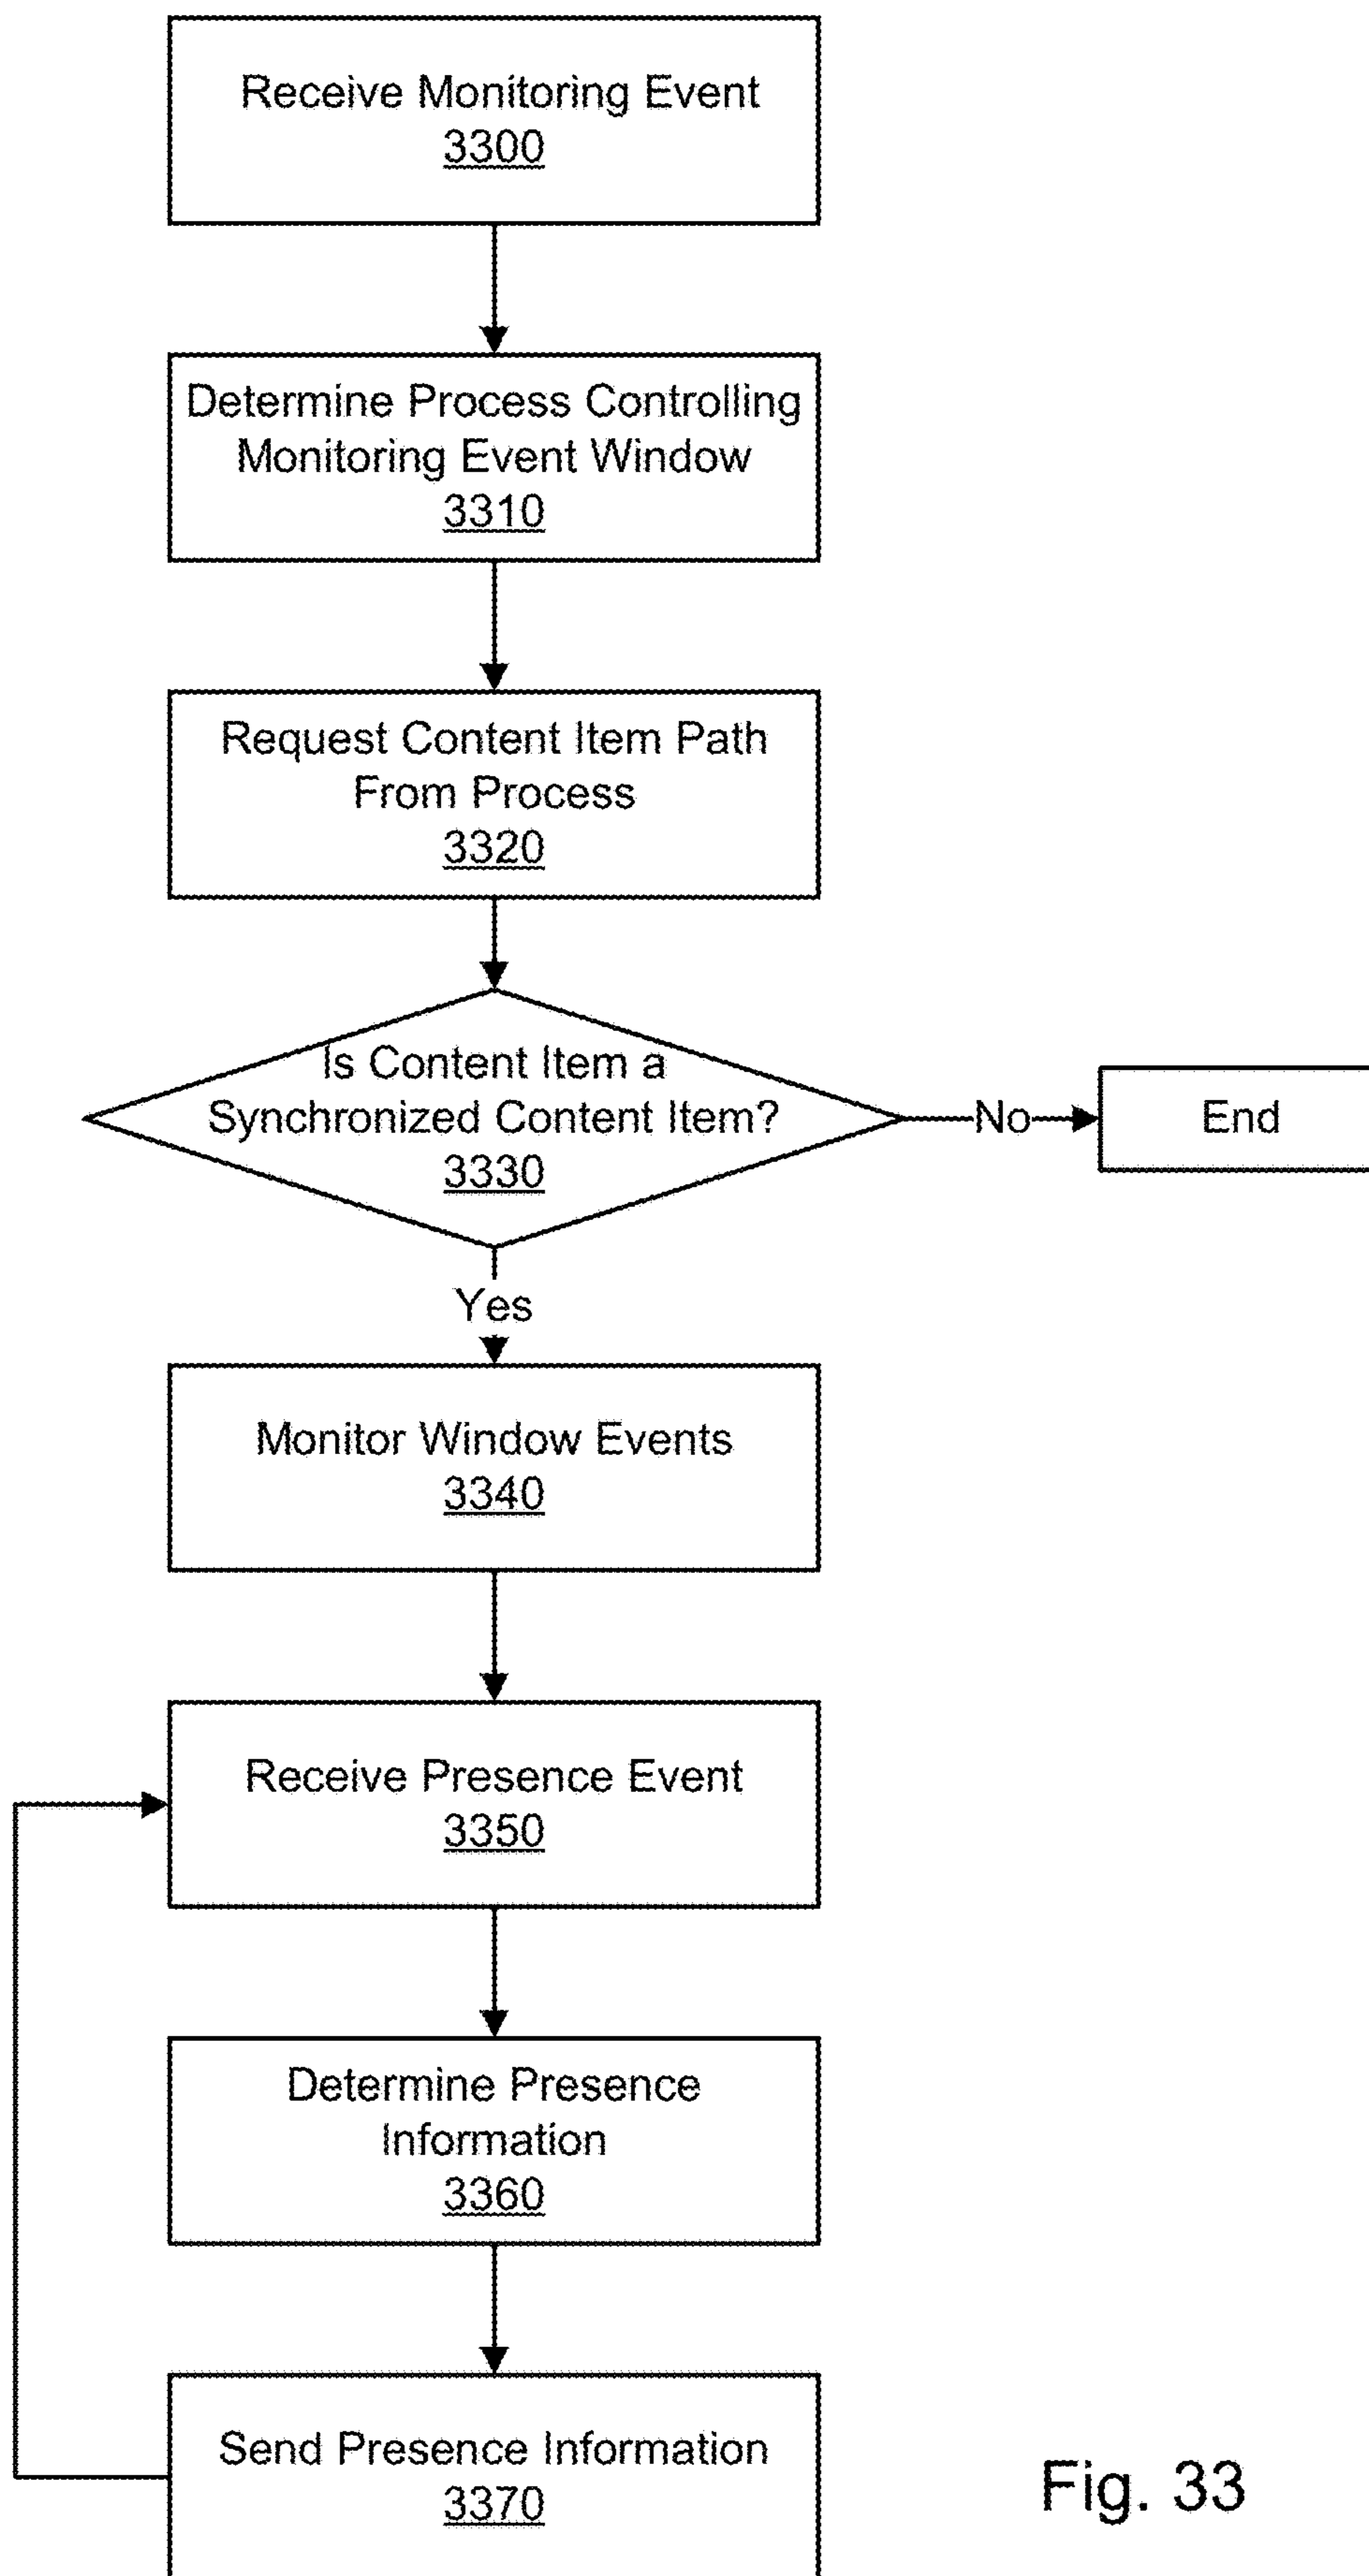 Receive Monitoring Event
3300
Determine Process Controlling
Monitoring Event Window
3310
Request Content Item Path
From Process
3320
Is Content Item a
Synchronized Content Item?
3330
No
End
Yes
Monitor Window Events
3340
Receive Presence Event
3350
Determine Presence
Information
3360
Send Presence Information
3370
Fig. 33